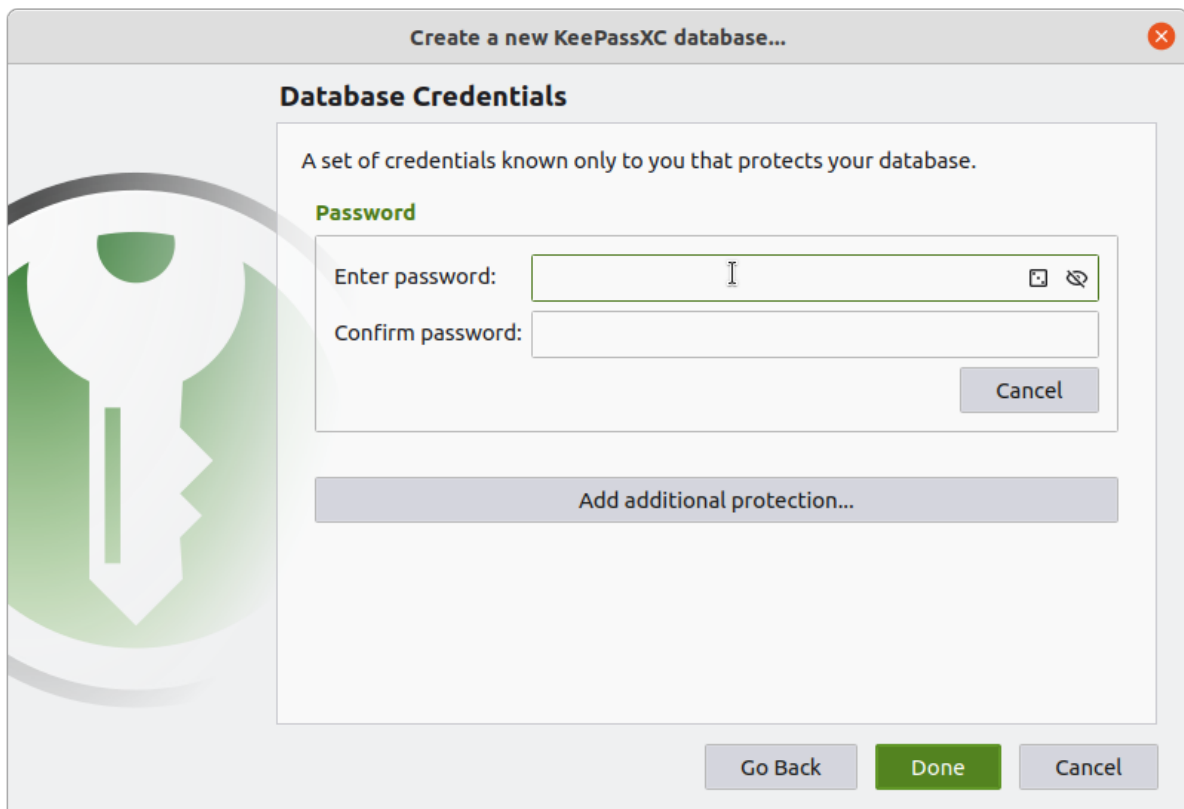 Create a new KeePassXC database...
Database Credentials
A set of credentials known only to you that protects your database.
Password
Enter password:
Confirm password:
Cancel
Add additional protection...
Go Back Done Cancel